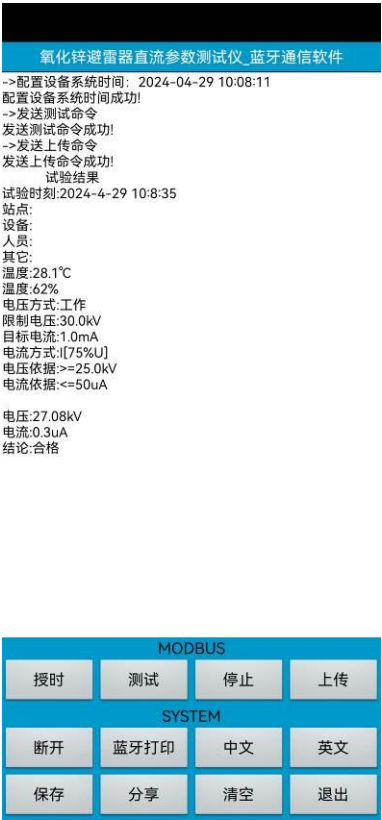 氧化锌避雷器直流参数测试仪_蓝牙通信软件
->配置设备系统时间：2024-04-29 10:08:11
配置设备系统时间成功!
->发送测试命令
发送测试命令成功!
->发送上传命令
发送上传命令成功!
试验结果
试验时刻:2024-4-29 10:8:35
站点:
设备:
人员:
其它:
温度:28.1℃
温度:62%
电压方式:工作
限制电压:30.0kV
目标电流:1.0mA
电流方式:I[75%U]
电压依据:>=25.0kV
电流依据:<=50uA
电压:27.08kV
电流:0.3uA
结论:合格
MODBUS
授时 测试 停止 上传
SYSTEM
断开 蓝牙打印 中文 英文
保存 分享 清空 退出